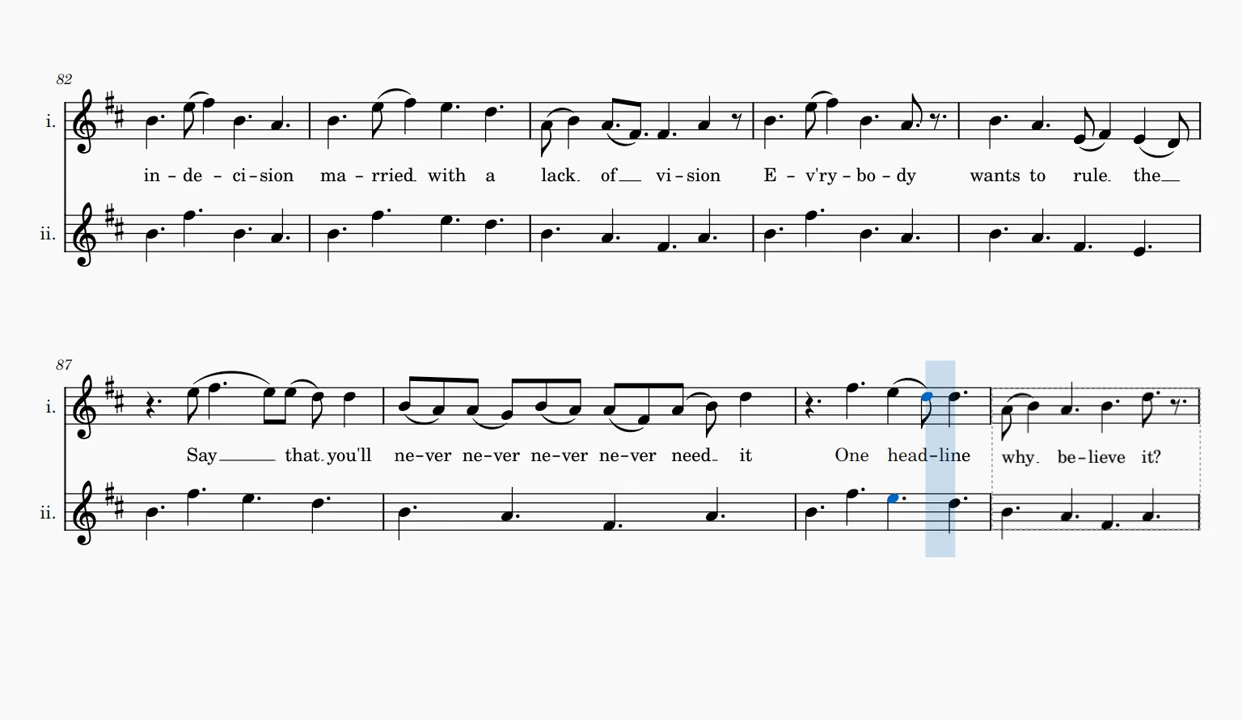 82
i.
in - de - ci - sion ma - rried with a lack of vi - sion E - v'ry - bo - dy wants to rule the
ii.
87
i.
Say that you'll ne - ver ne - ver ne - ver ne - ver need it One head - line why be - lieve it?
ii.